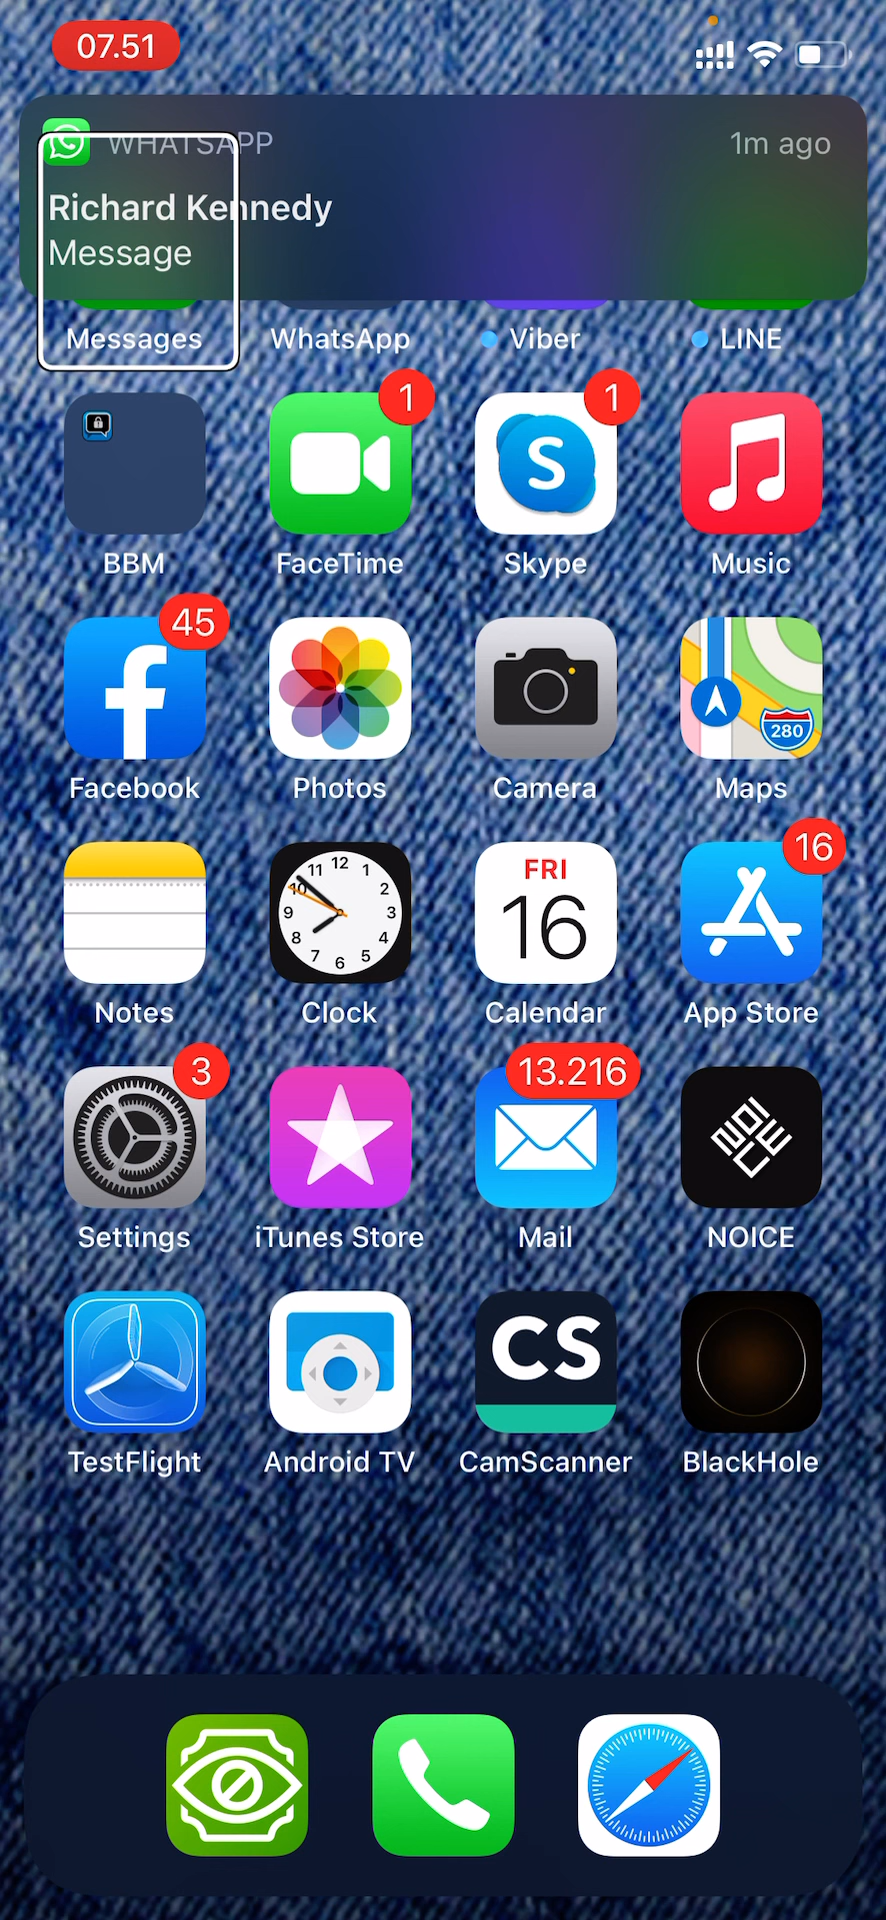 07.51
WHATSAPP 1m ago
Richard Kennedy
Message
Messages WhatsApp Viber LINE
1 1
S
BBM FaceTime Skype Music
45
f
280
Facebook Photos Camera Maps
16
12 1 2 3 4 5 6 7 8 9 10 11
FRI
16
Notes Clock Calendar App Store
3 13.216
NOICE
Settings iTunes Store Mail NOICE
CS
TestFlight Android TV CamScanner BlackHole